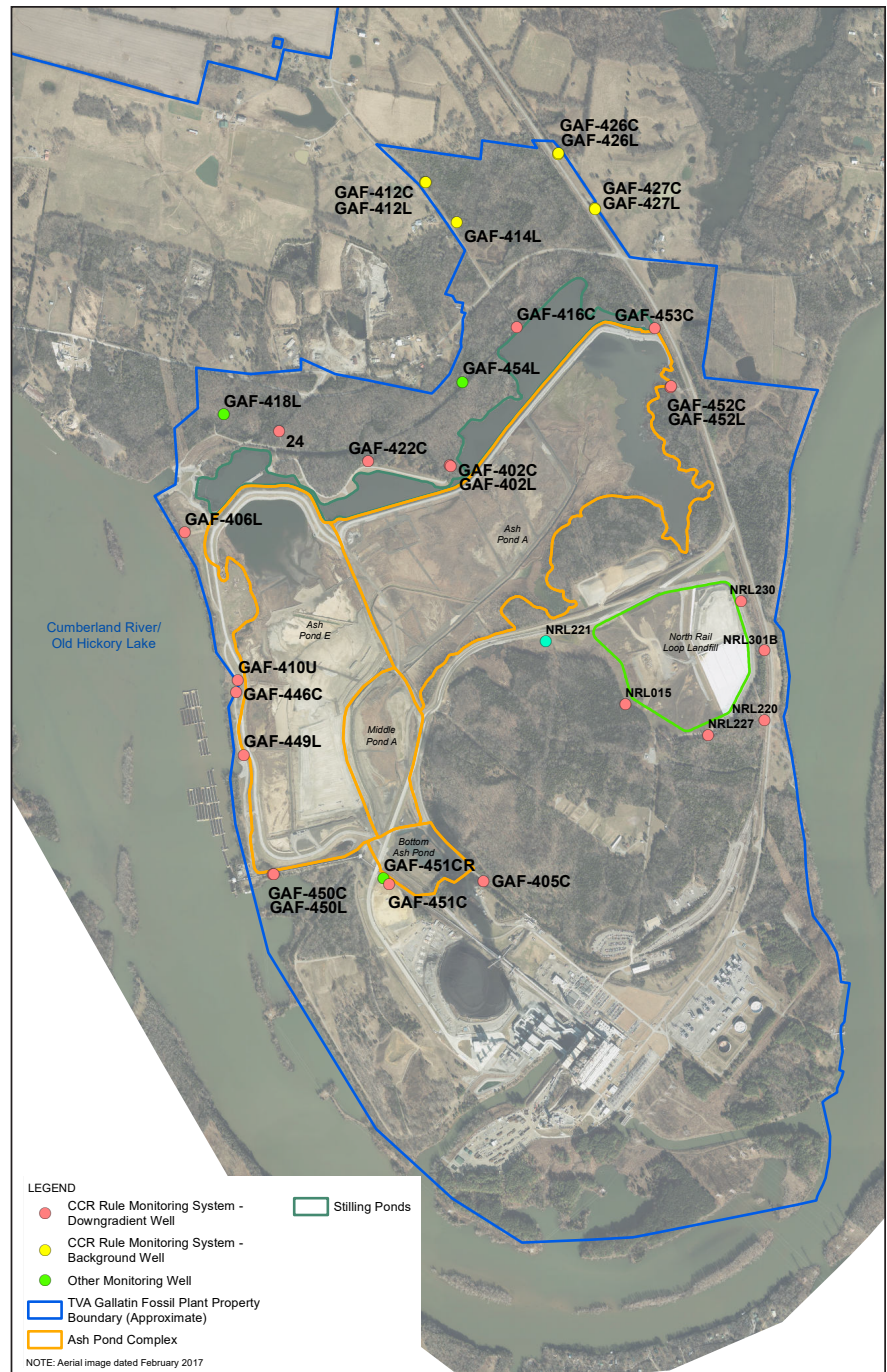 GAF-426C
GAF-426L
GAF-412C
GAF-412L
GAF-427C
GAF-427L
GAF-414L
GAF-416C
GAF-453C
GAF-454L
GAF-452C
GAF-452L
GAF-418L
24
GAF-422C
GAF-402C
GAF-402L
Ash
Pond A
GAF-406L
NRL230
Cumberland River/
Old Hickory Lake
Ash
Pond E
NRL221
North Rail
Loop Landfill
NRL301B
GAF-410U
GAF-446C
NRL015
NRL220
NRL227
Middle
Pond A
GAF-449L
Bottom
Ash Pond
GAF-451CR
GAF-405C
GAF-450C
GAF-450L
GAF-451C
LEGEND
CCR Rule Monitoring System -
Downgradient Well
CCR Rule Monitoring System -
Background Well
Other Monitoring Well
TVA Gallatin Fossil Plant Property
Boundary (Approximate)
Ash Pond Complex
Stilling Ponds
NOTE: Aerial image dated February 2017